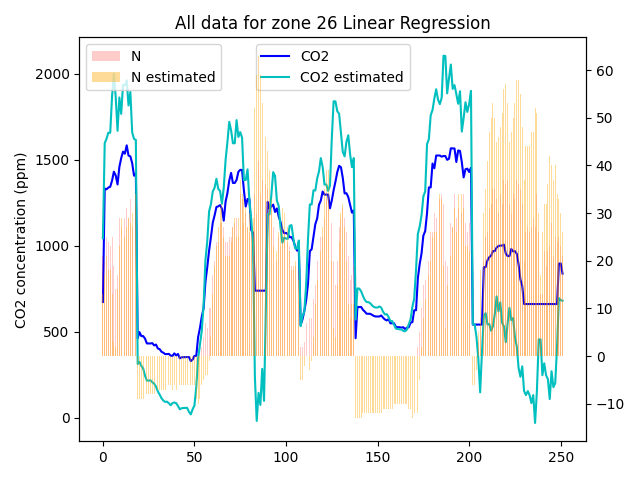 All data for zone 26 Linear Regression
N
N estimated
CO2
CO2 estimated
CO2 concentration (ppm)
2000
1500
1000
500
0
60
50
40
30
20
10
0
−10
0 50 100 150 200 250